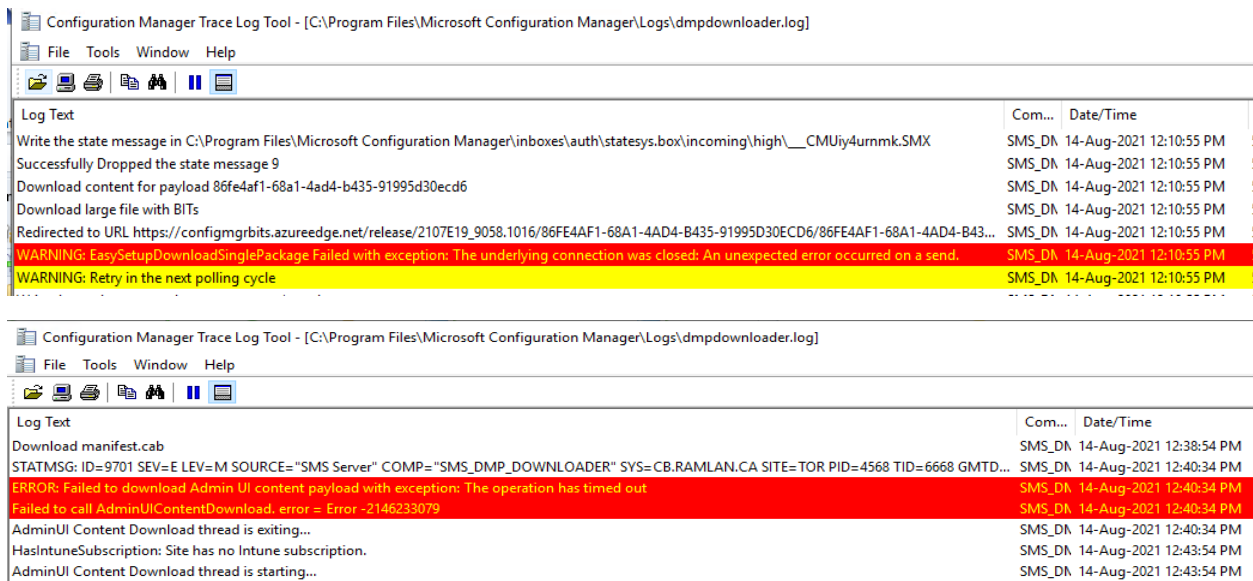 Configuration Manager Trace Log Tool - [C:\Program Files\Microsoft Configuration Manager\Logs\dmpdownloader.log]
File Tools Window Help
Log Text Com... Date/Time
Write the state message in C:\Program Files\Microsoft Configuration Manager\inboxes\auth\statesys.box\incoming\high\___CMUiy4urnmk.SMX SMS_DN 14-Aug-2021 12:10:55 PM
Successfully Dropped the state message 9 SMS_DN 14-Aug-2021 12:10:55 PM
Download content for payload 86fe4af1-68a1-4ad4-b435-91995d30ecd6 SMS_DN 14-Aug-2021 12:10:55 PM
Download large file with BITs SMS_DN 14-Aug-2021 12:10:55 PM
Redirected to URL https://configmgrbits.azureedge.net/release/2107E19_9058.1016/86FE4AF1-68A1-4AD4-B435-91995D30ECD6/86FE4AF1-68A1-4AD4-B43... SMS_DN 14-Aug-2021 12:10:55 PM
WARNING: EasySetupDownloadSinglePackage Failed with exception: The underlying connection was closed: An unexpected error occurred on a send. SMS_DN 14-Aug-2021 12:10:55 PM
WARNING: Retry in the next polling cycle SMS_DN 14-Aug-2021 12:10:55 PM
Configuration Manager Trace Log Tool - [C:\Program Files\Microsoft Configuration Manager\Logs\dmpdownloader.log]
File Tools Window Help
Log Text Com... Date/Time
Download manifest.cab SMS_DN 14-Aug-2021 12:38:54 PM
STATMSG: ID=9701 SEV=E LEV=M SOURCE="SMS Server" COMP="SMS_DMP_DOWNLOADER" SYS=CB.RAMLAN.CA SITE=TOR PID=4568 TID=6668 GMTD... SMS_DN 14-Aug-2021 12:40:34 PM
ERROR: Failed to download Admin UI content payload with exception: The operation has timed out SMS_DN 14-Aug-2021 12:40:34 PM
Failed to call AdminUIContentDownload. error = Error -2146233079 SMS_DN 14-Aug-2021 12:40:34 PM
AdminUI Content Download thread is exiting... SMS_DN 14-Aug-2021 12:40:34 PM
HasIntuneSubscription: Site has no Intune subscription. SMS_DN 14-Aug-2021 12:43:54 PM
AdminUI Content Download thread is starting... SMS_DN 14-Aug-2021 12:43:54 PM